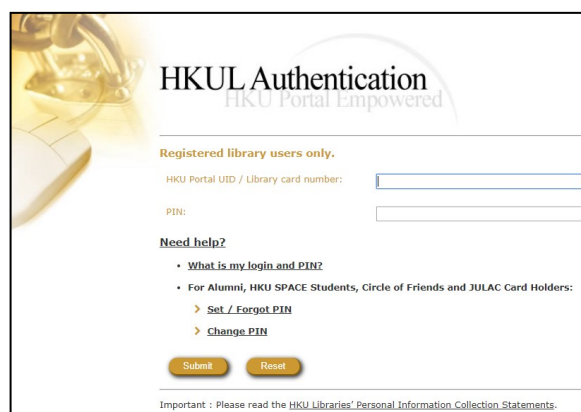 HKUL Authentication
HKU Portal Empowered
Registered library users only.
HKU Portal UID / Library card number:
PIN:
Need help?
• What is my login and PIN?
• For Alumni, HKU SPACE Students, Circle of Friends and JULAC Card Holders:
Set / Forgot PIN
Change PIN
Submit Reset
Important : Please read the HKU Libraries' Personal Information Collection Statements.